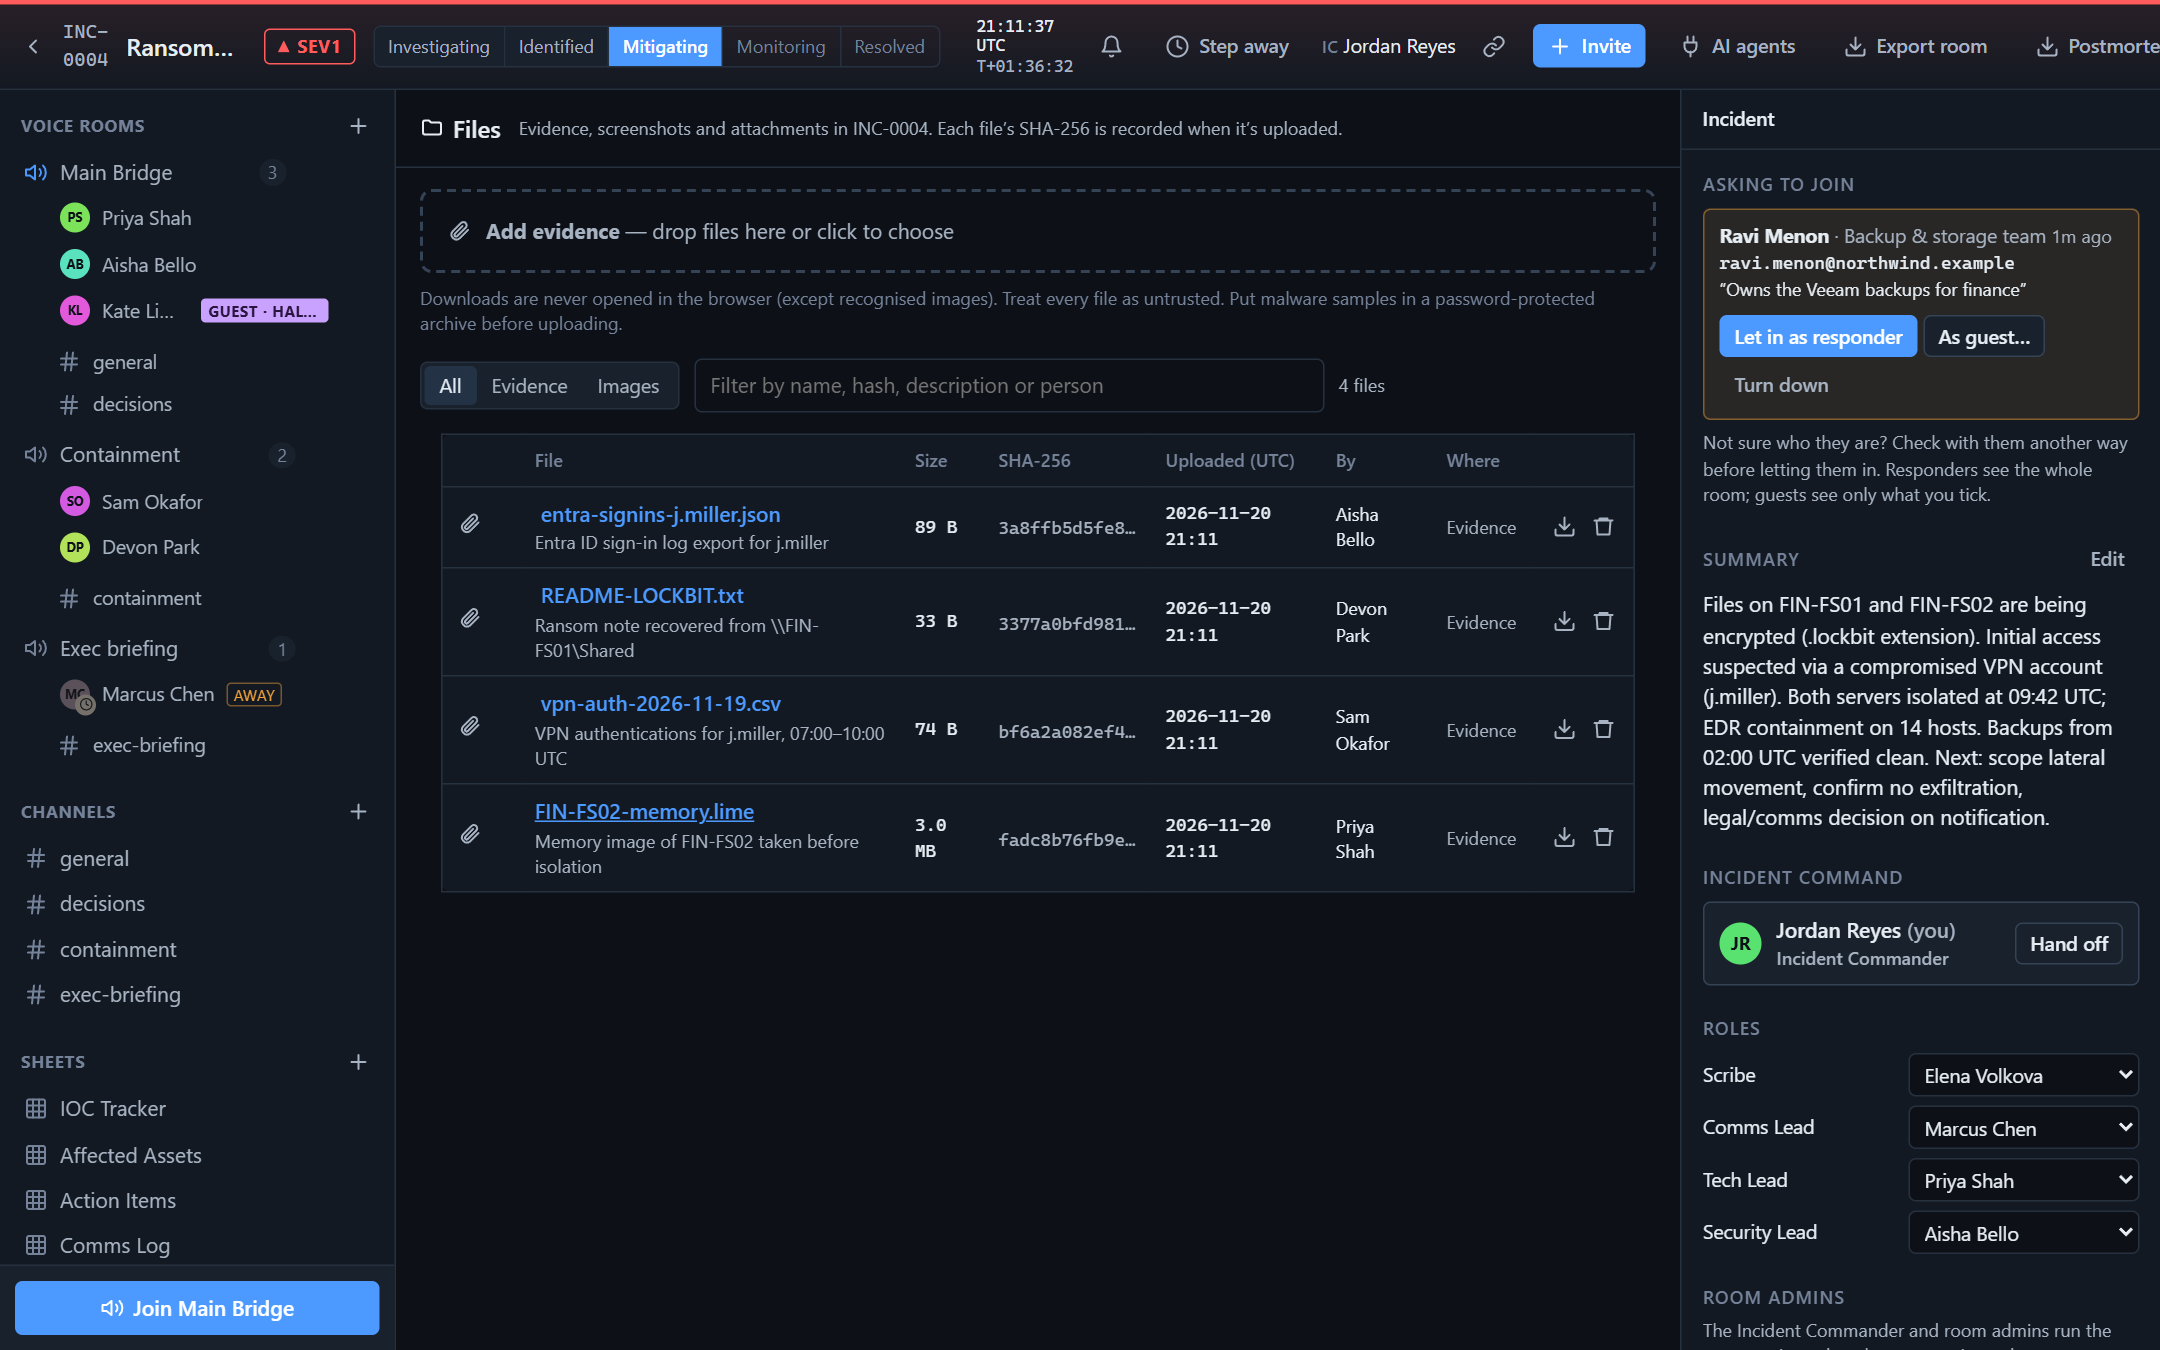 INC-
0004
Ransom...
SEV1
Investigating
Identified
Mitigating
Monitoring
Resolved
21:11:37
UTC
T+01:36:32
Step away
IC Jordan Reyes
Invite
AI agents
Export room
Postmorte
VOICE ROOMS
Main Bridge
3
PS
Priya Shah
AB
Aisha Bello
KL
Kate Li...
GUEST · HAL...
general
decisions
Containment
2
SO
Sam Okafor
DP
Devon Park
containment
Exec briefing
1
MC
Marcus Chen
AWAY
exec-briefing
CHANNELS
general
decisions
containment
exec-briefing
SHEETS
IOC Tracker
Affected Assets
Action Items
Comms Log
Join Main Bridge
Files
Evidence, screenshots and attachments in INC-0004. Each file’s SHA-256 is recorded when it’s uploaded.
Add evidence — drop files here or click to choose
Downloads are never opened in the browser (except recognised images). Treat every file as untrusted. Put malware samples in a password-protected
archive before uploading.
All
Evidence
Images
Filter by name, hash, description or person
4 files
File
Size
SHA-256
Uploaded (UTC)
By
Where
entra-signins-j.miller.json
Entra ID sign-in log export for j.miller
89 B
3a8ffb5d5fe8…
2026-11-20
21:11
Aisha
Bello
Evidence
README-LOCKBIT.txt
Ransom note recovered from \\FIN-
FS01\Shared
33 B
3377a0bfd981…
2026-11-20
21:11
Devon
Park
Evidence
vpn-auth-2026-11-19.csv
VPN authentications for j.miller, 07:00–10:00
UTC
74 B
bf6a2a082ef4…
2026-11-20
21:11
Sam
Okafor
Evidence
FIN-FS02-memory.lime
Memory image of FIN-FS02 taken before
isolation
3.0
MB
fadc8b76fb9e…
2026-11-20
21:11
Priya
Shah
Evidence
Incident
ASKING TO JOIN
Ravi Menon · Backup & storage team 1m ago
ravi.menon@northwind.example
“Owns the Veeam backups for finance”
Let in as responder
As guest...
Turn down
Not sure who they are? Check with them another way
before letting them in. Responders see the whole
room; guests see only what you tick.
SUMMARY
Edit
Files on FIN-FS01 and FIN-FS02 are being
encrypted (.lockbit extension). Initial access
suspected via a compromised VPN account
(j.miller). Both servers isolated at 09:42 UTC;
EDR containment on 14 hosts. Backups from
02:00 UTC verified clean. Next: scope lateral
movement, confirm no exfiltration,
legal/comms decision on notification.
INCIDENT COMMAND
JR
Jordan Reyes (you)
Incident Commander
Hand off
ROLES
Scribe
Elena Volkova
Comms Lead
Marcus Chen
Tech Lead
Priya Shah
Security Lead
Aisha Bello
ROOM ADMINS
The Incident Commander and room admins run the